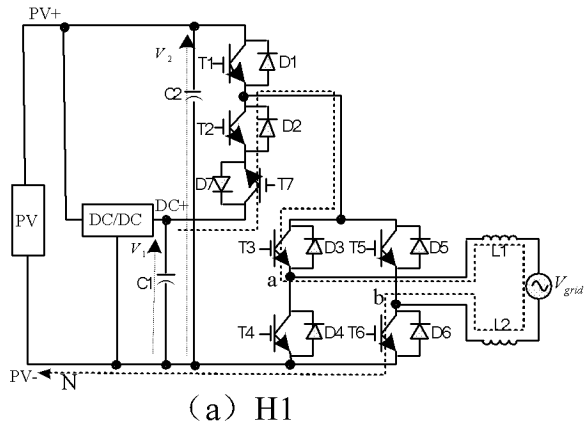 PV+
V2
T1
D1
C2
T2
D2
D7
T7
PV
DC/DC
DC+
V1
C1
T3
D3
T5
D5
L1
a
Vgrid
b
L2
T4
D4
T6
D6
PV-
N
(a) H1